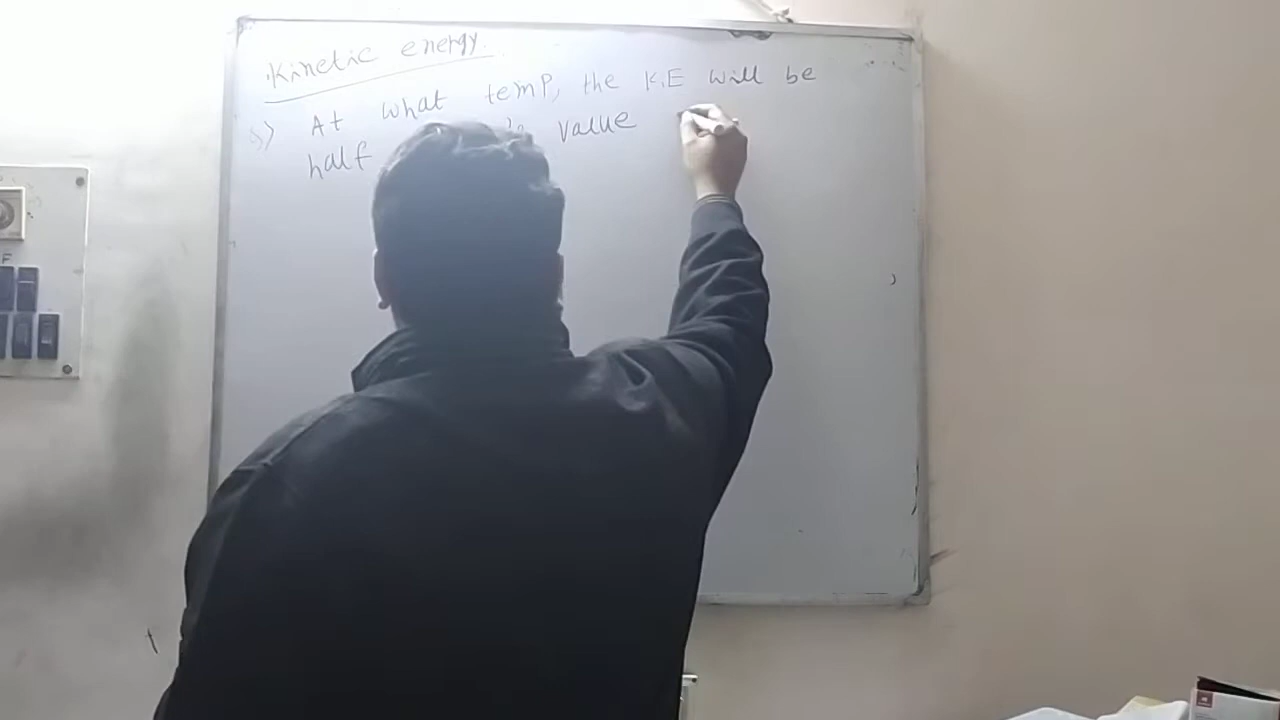 Kinetic energy.
Q) At what temp, the K.E will be
half value
F